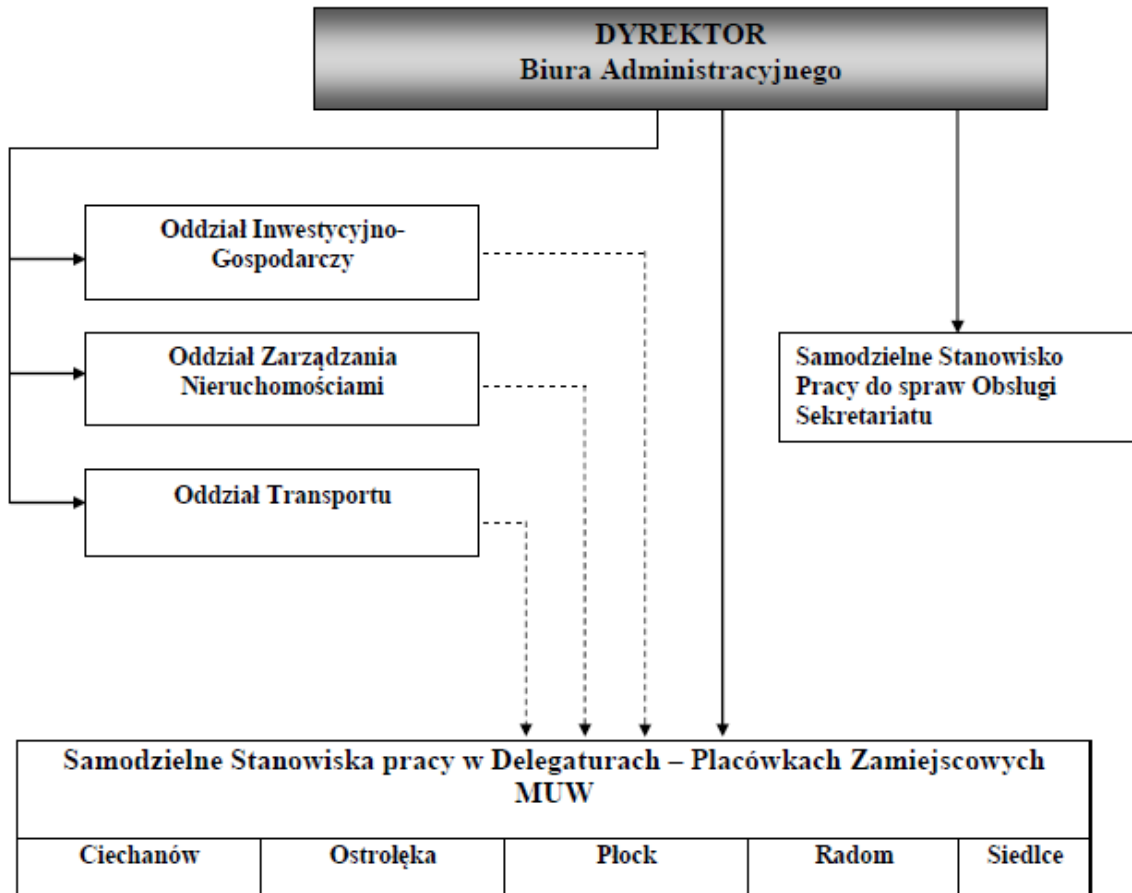 DYREKTOR
Biura Administracyjnego
Oddział Inwestycyjno-
Gospodarczy
Oddział Zarządzania
Nieruchomościami
Samodzielne Stanowisko
Pracy do spraw Obsługi
Sekretariatu
Oddział Transportu
Samodzielne Stanowiska pracy w Delegaturach – Placówkach Zamiejscowych
MUW
Ciechanów
Ostrołęka
Płock
Radom
Siedlce